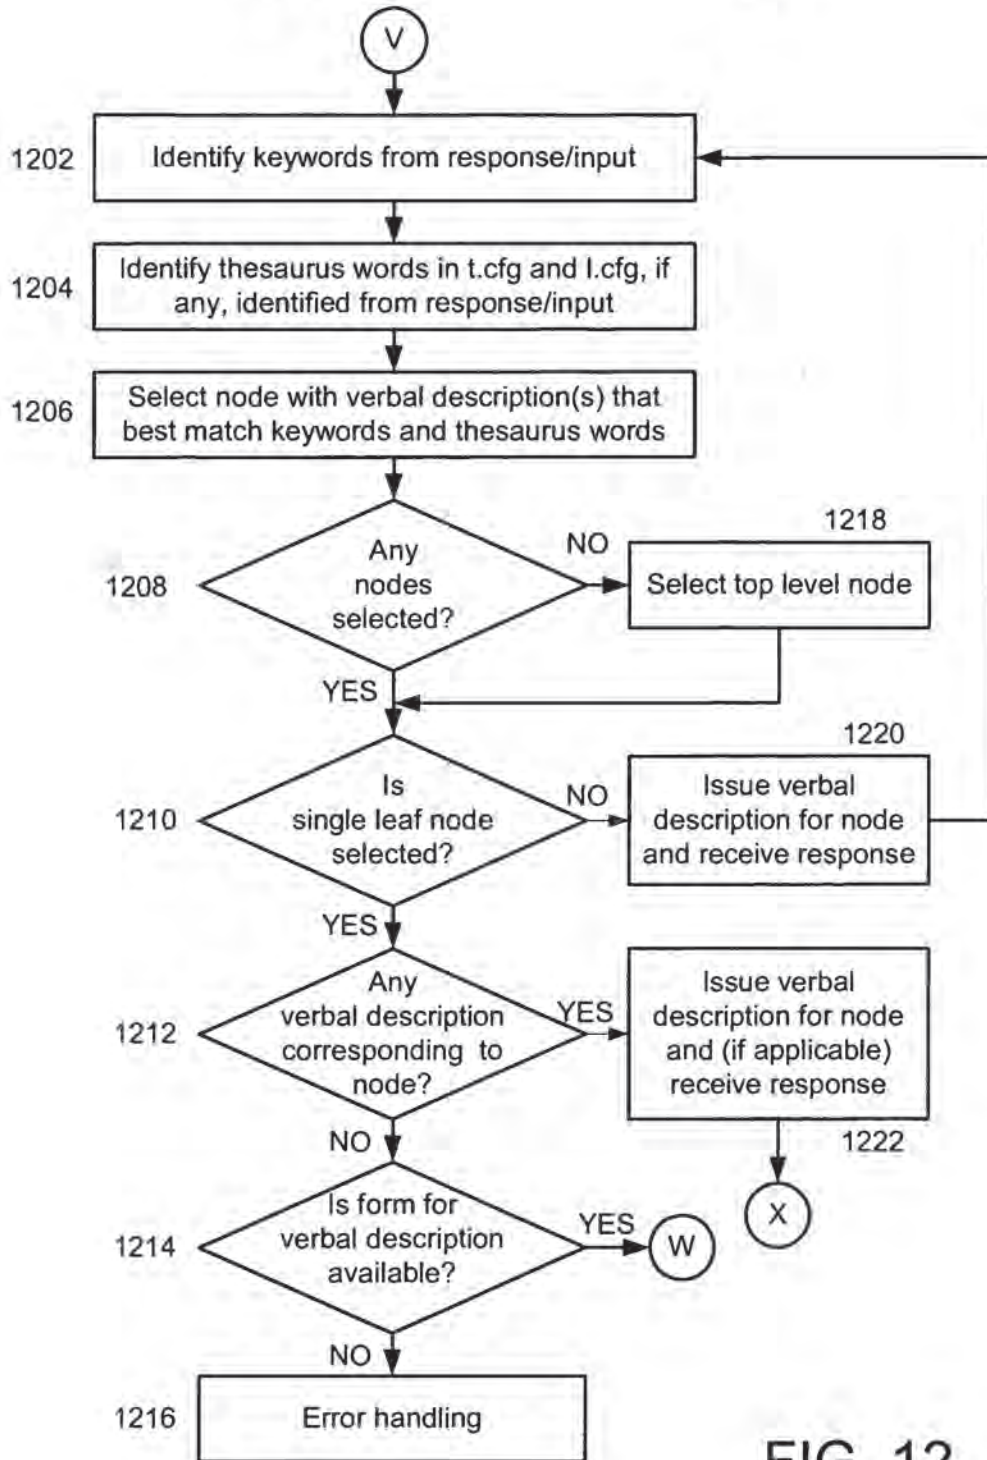 V
1202
Identify keywords from response/input
1204
Identify thesaurus words in t.cfg and l.cfg, if
any, identified from response/input
1206
Select node with verbal description(s) that
best match keywords and thesaurus words
1208
Any
nodes
selected?
NO
1218
Select top level node
YES
1210
Is
single leaf node
selected?
NO
1220
Issue verbal
description for node
and receive response
YES
1212
Any
verbal description
corresponding to
node?
YES
Issue verbal
description for node
and (if applicable)
receive response
1222
X
NO
1214
Is form for
verbal description
available?
YES
W
NO
1216
Error handling
FIG. 12